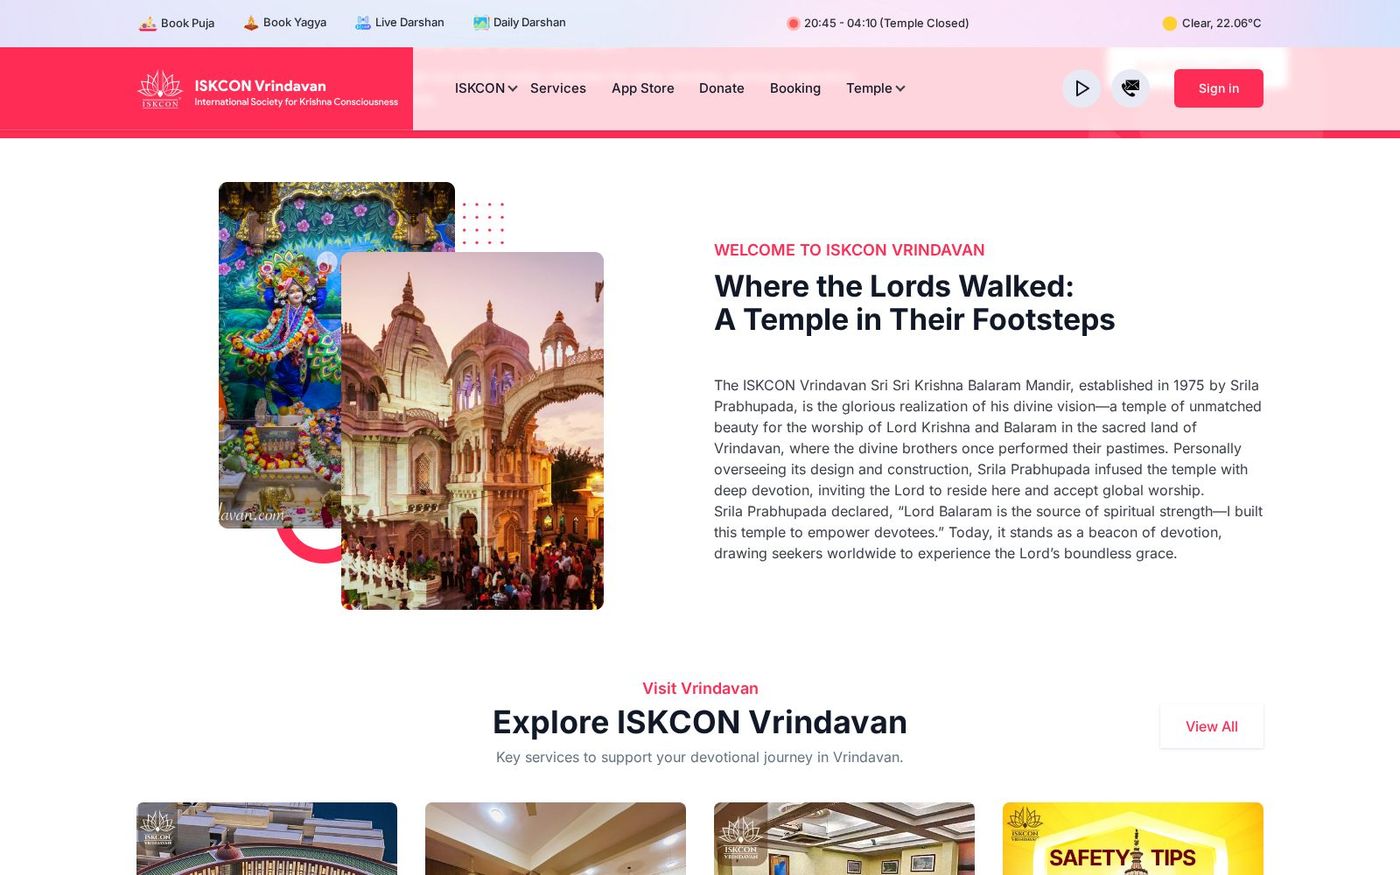 Book Puja
Book Yagya
Live Darshan
Daily Darshan
20:45 - 04:10 (Temple Closed)
Clear, 22.06°C
ISKCON
ISKCON Vrindavan
International Society for Krishna Consciousness
ISKCON
Services
App Store
Donate
Booking
Temple
Sign in
WELCOME TO ISKCON VRINDAVAN
Where the Lords Walked:
A Temple in Their Footsteps
The ISKCON Vrindavan Sri Sri Krishna Balaram Mandir, established in 1975 by Srila
Prabhupada, is the glorious realization of his divine vision—a temple of unmatched
beauty for the worship of Lord Krishna and Balaram in the sacred land of
Vrindavan, where the divine brothers once performed their pastimes. Personally
overseeing its design and construction, Srila Prabhupada infused the temple with
deep devotion, inviting the Lord to reside here and accept global worship.
Srila Prabhupada declared, “Lord Balaram is the source of spiritual strength—I built
this temple to empower devotees.” Today, it stands as a beacon of devotion,
drawing seekers worldwide to experience the Lord’s boundless grace.
avan.com
Visit Vrindavan
Explore ISKCON Vrindavan
Key services to support your devotional journey in Vrindavan.
View All
ISKCON
VRINDAVAN
ISKCON
VRINDAVAN
ISKCON
SAFETY TIPS